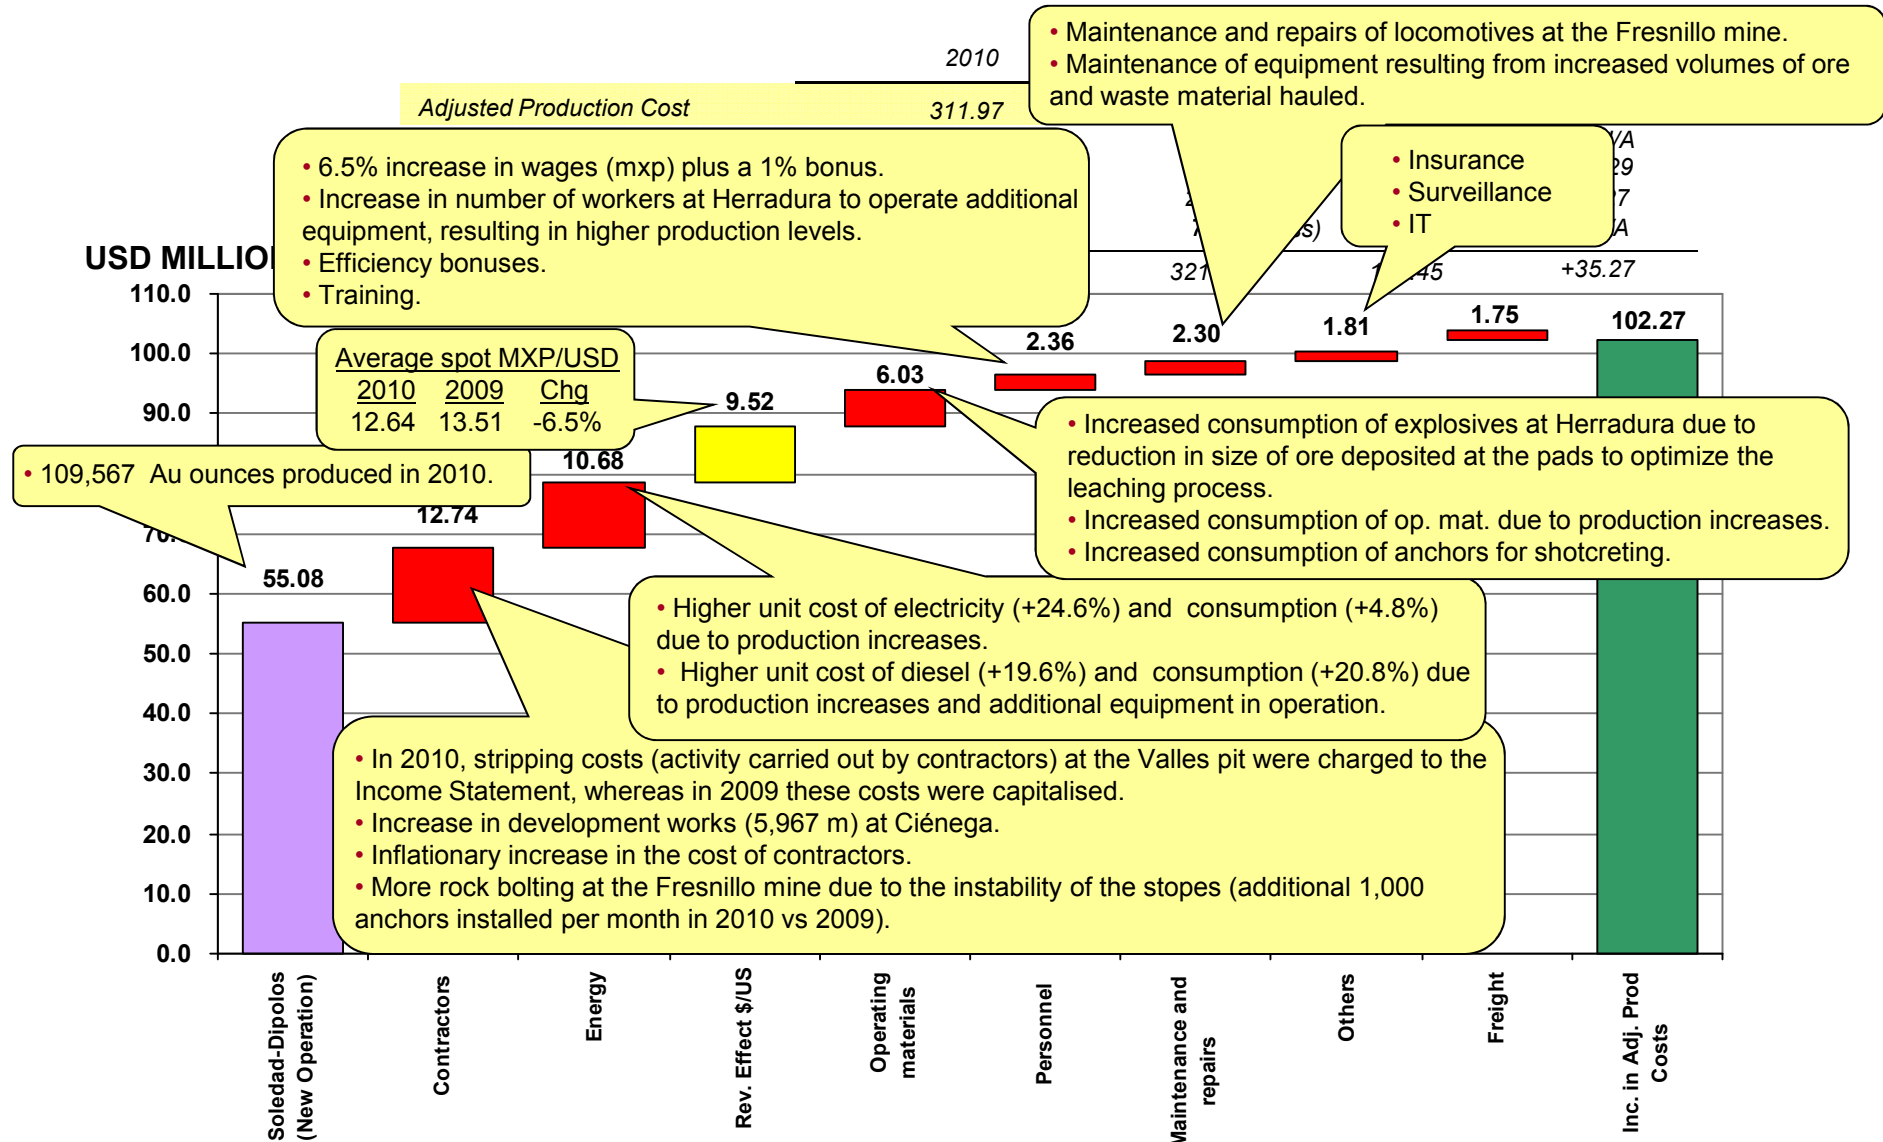 2010
Adjusted Production Cost 311.97
• Maintenance and repairs of locomotives at the Fresnillo mine.
• Maintenance of equipment resulting from increased volumes of ore
and waste material hauled.
• 6.5% increase in wages (mxp) plus a 1% bonus.
• Increase in number of workers at Herradura to operate additional
equipment, resulting in higher production levels.
• Efficiency bonuses.
• Training.
• Insurance
• Surveillance
• IT
321
+35.27
USD
110.0
100.0
90.0
60.0
50.0
40.0
30.0
20.0
10.0
0.0
Average spot MXP/USD
2010 2009 Chg
12.64 13.51 -6.5%
• 109,567 Au ounces produced in 2010.
55.08
12.74
10.68
9.52
6.03
2.36
2.30
1.81
1.75
102.27
• Increased consumption of explosives at Herradura due to
reduction in size of ore deposited at the pads to optimize the
leaching process.
• Increased consumption of op. mat. due to production increases.
• Increased consumption of anchors for shotcreting.
• Higher unit cost of electricity (+24.6%) and consumption (+4.8%)
due to production increases.
• Higher unit cost of diesel (+19.6%) and consumption (+20.8%) due
to production increases and additional equipment in operation.
• In 2010, stripping costs (activity carried out by contractors) at the Valles pit were charged to the
Income Statement, whereas in 2009 these costs were capitalised.
• Increase in development works (5,967 m) at Ciénega.
• Inflationary increase in the cost of contractors.
• More rock bolting at the Fresnillo mine due to the instability of the stopes (additional 1,000
anchors installed per month in 2010 vs 2009).
Soledad-Dipolos
(New Operation)
Contractors
Energy
Rev. Effect $/US
Operating
materials
Personnel
Maintenance and
repairs
Others
Freight
Inc. in Adj. Prod
Costs